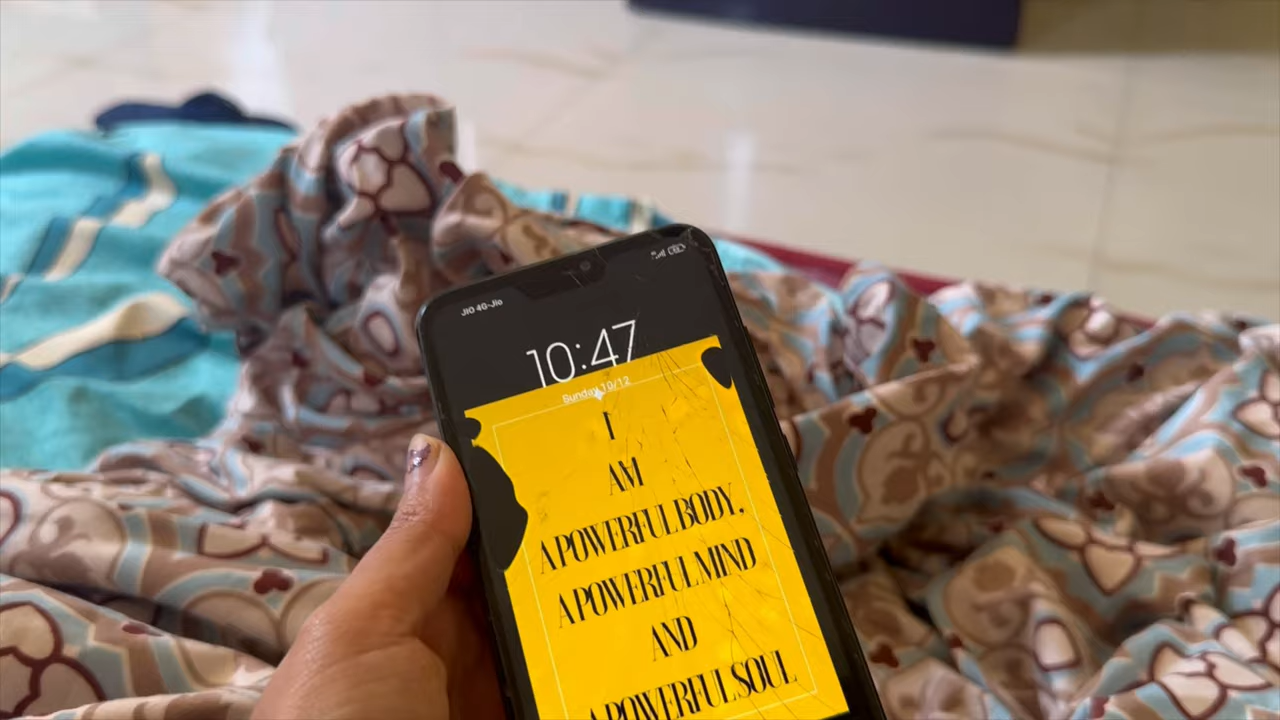 JIO 4G-Jio
10:47
Sunday 10/12
I
AM
A POWERFUL BODY,
A POWERFUL MIND
AND
A POWERFUL SOUL